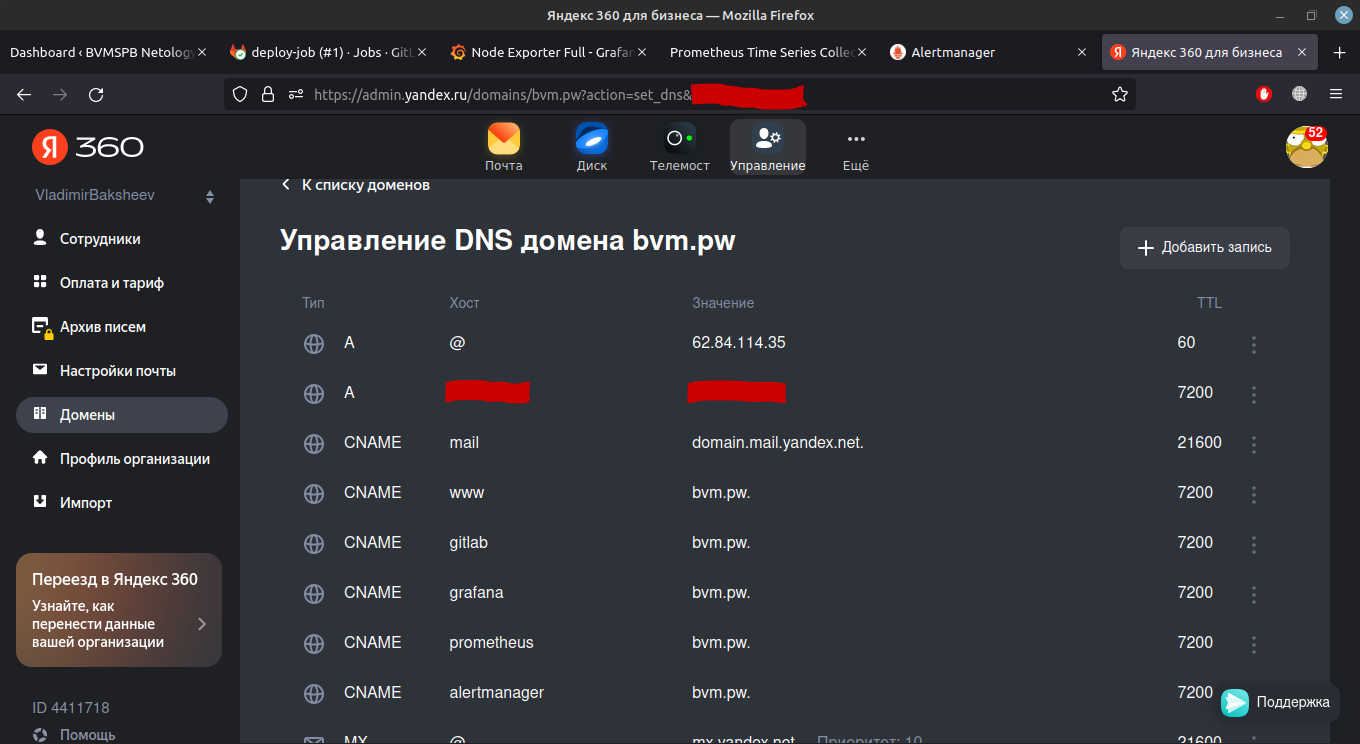 Яндекс 360 для бизнеса — Mozilla Firefox
Dashboard ‹ BVMSPB Netology
deploy-job (#1) · Jobs · GitL
Node Exporter Full - Grafan
Prometheus Time Series Collec
Alertmanager
Яндекс 360 для бизнеса
https://admin.yandex.ru/domains/bvm.pw?action=set_dns&
Я 360
Почта
Диск
Телемост
Управление
Ещё
52
VladimirBaksheev
Сотрудники
Оплата и тариф
Архив писем
Настройки почты
Домены
Профиль организации
Импорт
Переезд в Яндекс 360
Узнайте, как
перенести данные
вашей организации
ID 4411718
Помощь
К списку доменов
Управление DNS домена bvm.pw
Добавить запись
Тип Хост Значение TTL
A @ 62.84.114.35 60
A 7200
CNAME mail domain.mail.yandex.net. 21600
CNAME www bvm.pw. 7200
CNAME gitlab bvm.pw. 7200
CNAME grafana bvm.pw. 7200
CNAME prometheus bvm.pw. 7200
CNAME alertmanager bvm.pw. 7200
MX @ mx.yandex.net. Приоритет: 10 21600
Поддержка